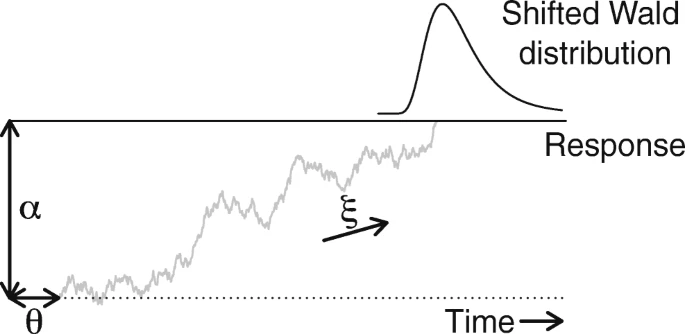 Shifted Wald
distribution
Response
α
ξ
θ
Time